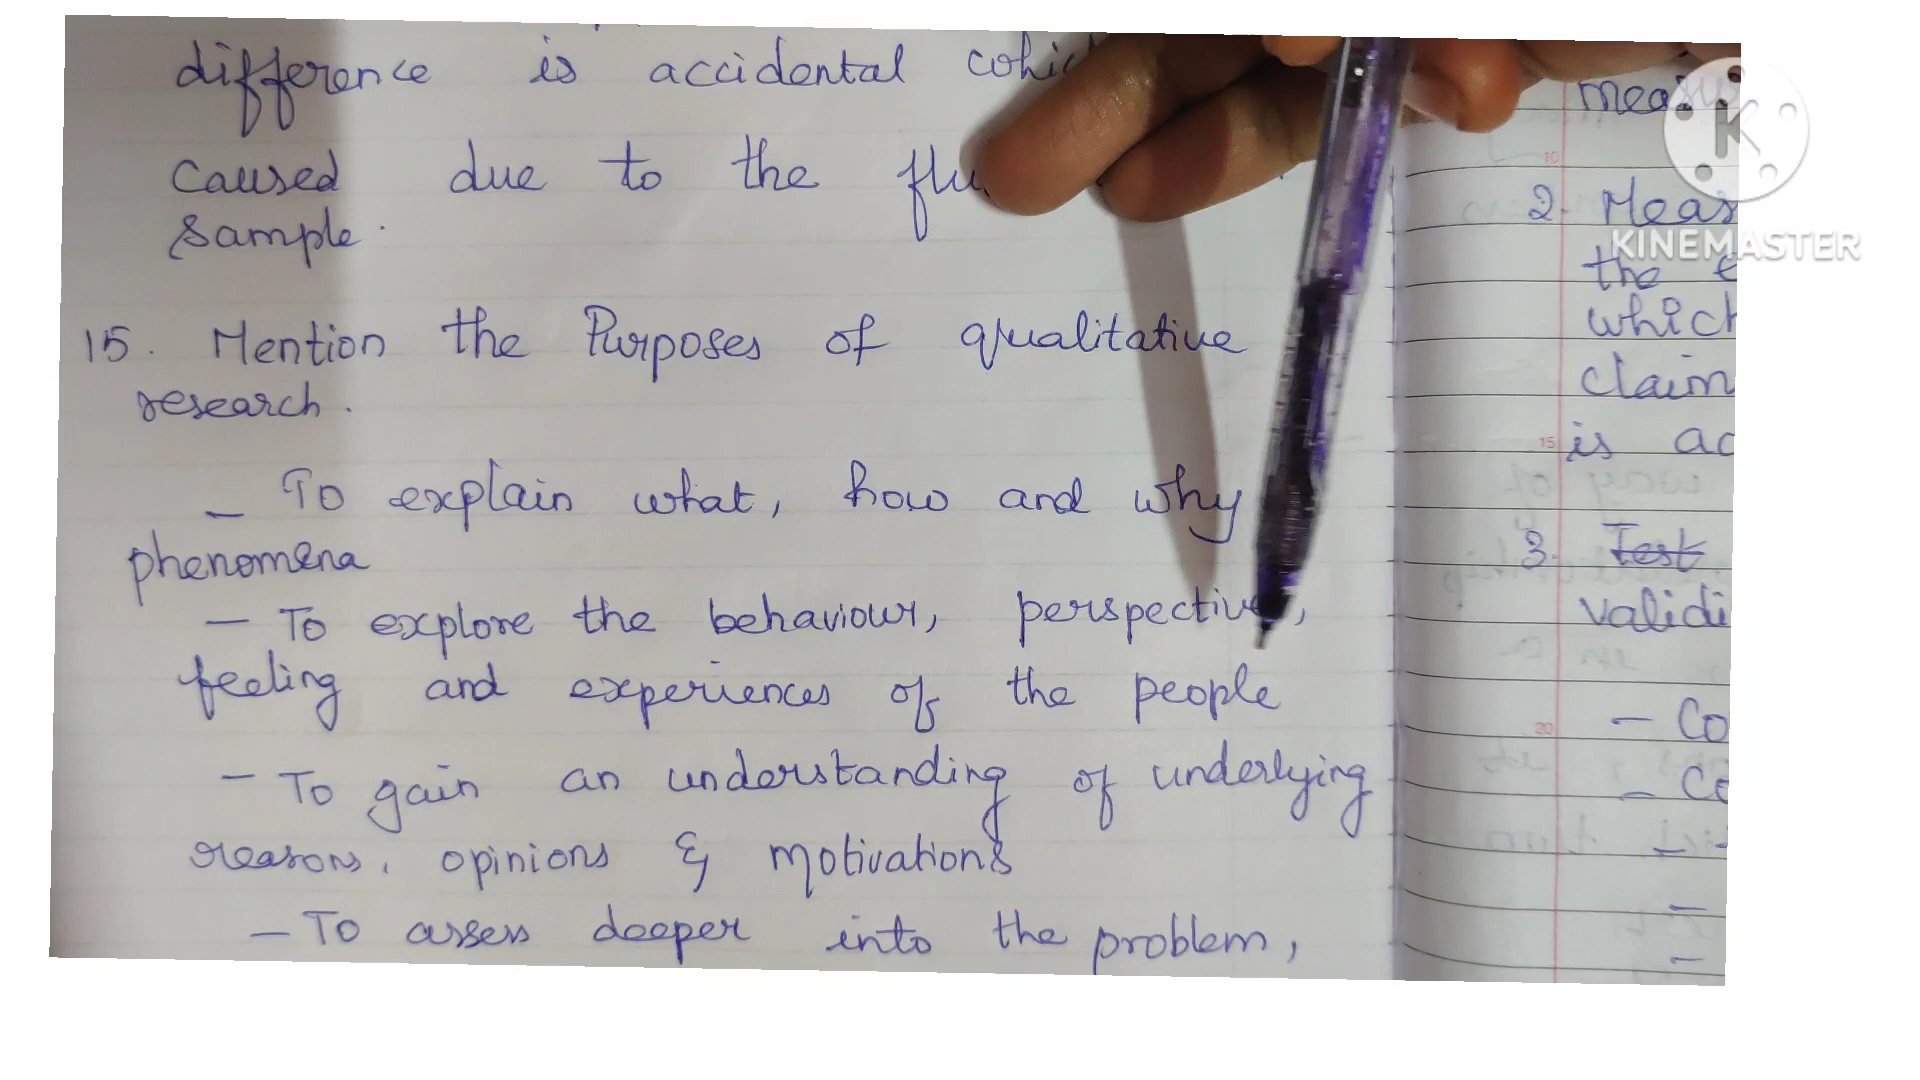 difference is accidental
caused due to the
sample.
15. Mention the Purposes of qualitative
research.
- To explain what, how and why
phenomena
- To explore the behaviour, perspective,
feeling and experiences of the people
- To gain an understanding of underlying
reasons, opinions & motivations
- To assess deeper into the problem,
2. Meas
the
which
claim
15 is
3. Test
validi
- Co
20
- Co
10
KINEMASTER